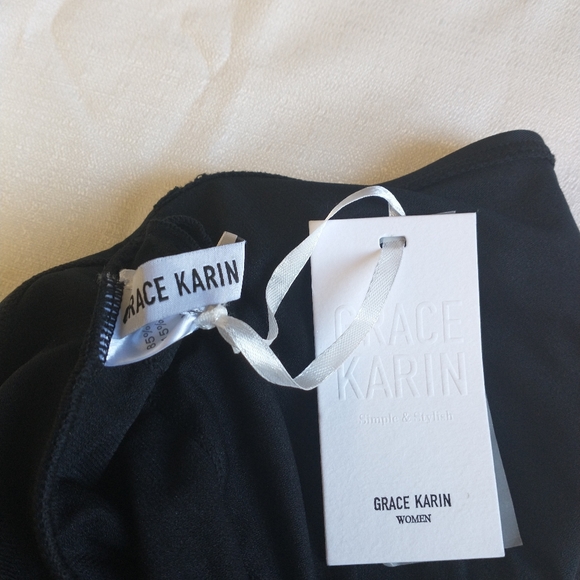 GRACE KARIN
GRACE
KARIN
Simple & Stylish
GRACE KARIN
WOMEN